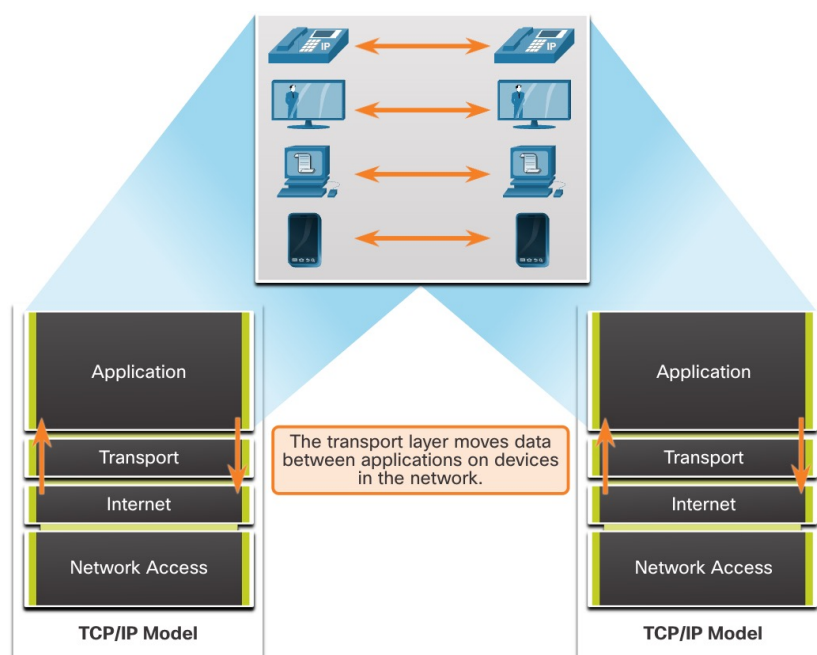 IP
IP
Application
Transport
Internet
Network Access
TCP/IP Model
The transport layer moves data
between applications on devices
in the network.
Application
Transport
Internet
Network Access
TCP/IP Model